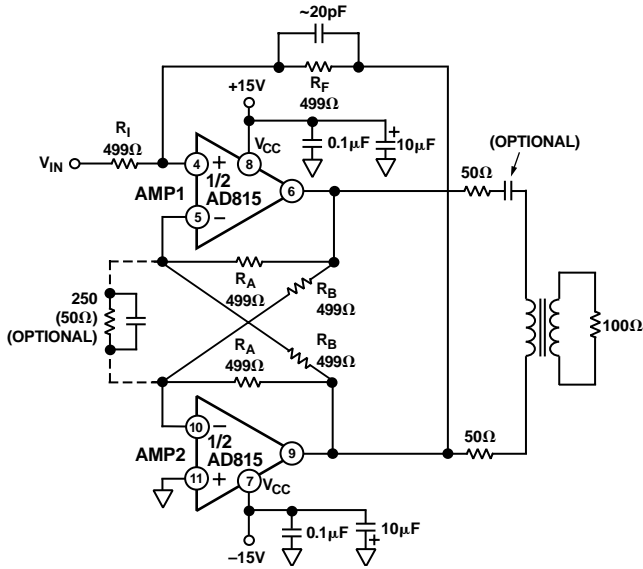 ~20pF
R_F
499Ω
+15V
R_I
499Ω
V_IN
4
+
1/2
AD815
8
V_CC
0.1µF
+
10µF
(OPTIONAL)
50Ω
AMP1
5
−
6
R_A
499Ω
R_B
499Ω
250
(50Ω)
(OPTIONAL)
R_A
499Ω
R_B
499Ω
100Ω
AMP2
10
−
1/2
AD815
9
11
+
7
V_CC
50Ω
0.1µF
10µF
+
−15V